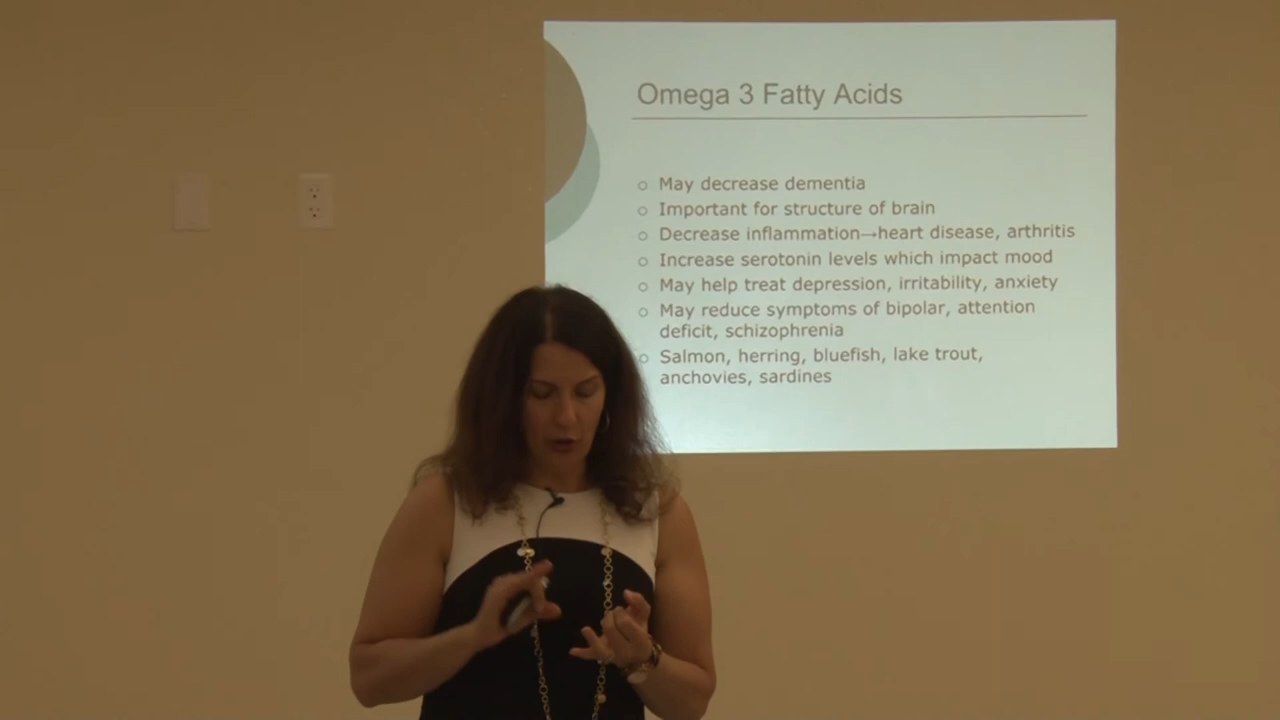 Omega 3 Fatty Acids
○ May decrease dementia
○ Important for structure of brain
○ Decrease inflammation→heart disease, arthritis
○ Increase serotonin levels which impact mood
○ May help treat depression, irritability, anxiety
○ May reduce symptoms of bipolar, attention
deficit, schizophrenia
○ Salmon, herring, bluefish, lake trout,
anchovies, sardines